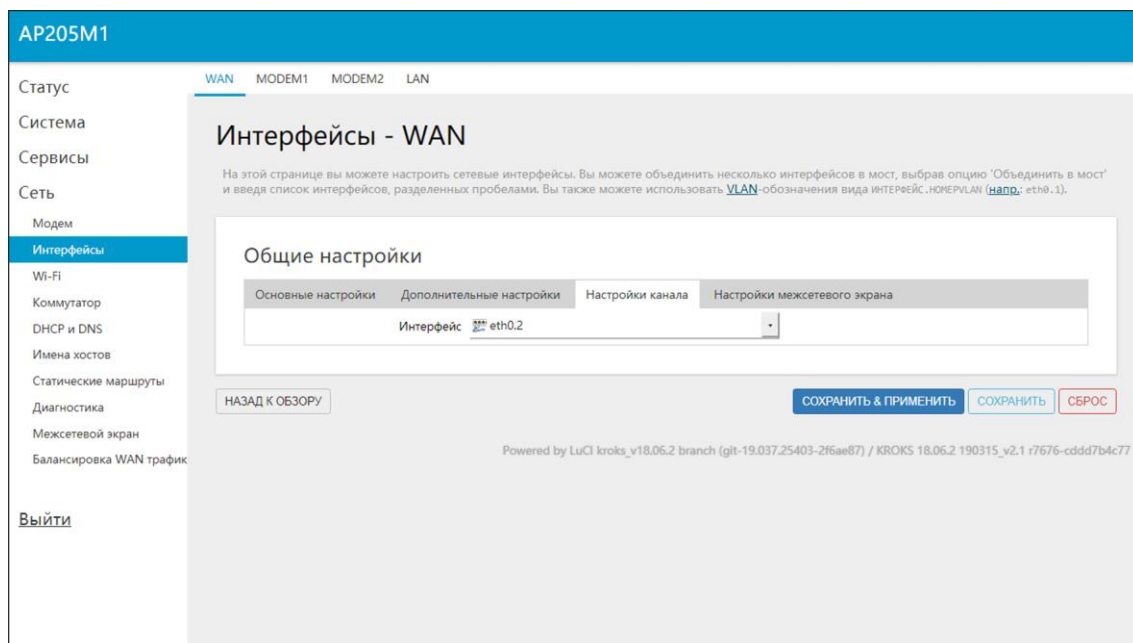 AP205M1
Статус
Система
Сервисы
Сеть
Модем
Интерфейсы
Wi-Fi
Коммутатор
DHCP и DNS
Имена хостов
Статические маршруты
Диагностика
Межсетевой экран
Балансировка WAN трафик
Выйти
WAN MODEM1 MODEM2 LAN
Интерфейсы - WAN
На этой странице вы можете настроить сетевые интерфейсы. Вы можете объединить несколько интерфейсов в мост, выбрав опцию 'Объединить в мост'
и введя список интерфейсов, разделенных пробелами. Вы также можете использовать VLAN-обозначения вида ИНТЕРФЕЙС.НОМЕРVLAN (напр.: eth0.1).
Общие настройки
Основные настройки Дополнительные настройки Настройки канала Настройки межсетевого экрана
Интерфейс eth0.2
НАЗАД К ОБЗОРУ СОХРАНИТЬ & ПРИМЕНИТЬ СОХРАНИТЬ СБРОС
Powered by LuCI kroks_v18.06.2 branch (git-19.037.25403-2f6ae87) / KROKS 18.06.2 190315_v2.1 r7676-cddd7b4c77